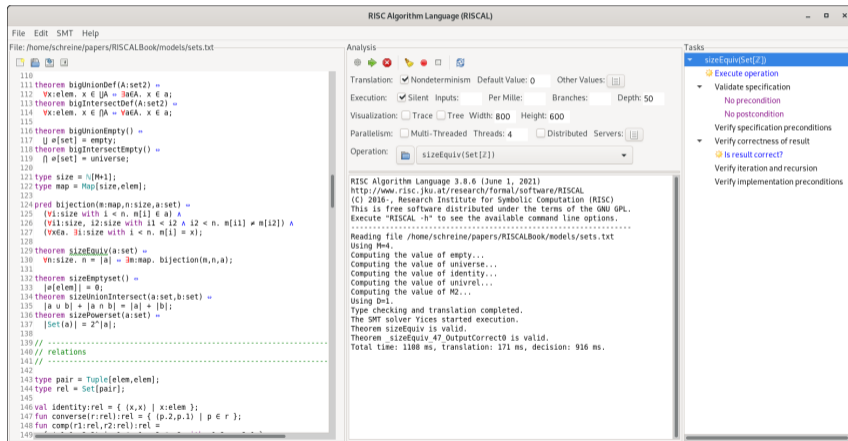 RISC Algorithm Language (RISCAL)
File Edit SMT Help
File: /home/schreine/papers/RISCALBook/models/sets.txt
110
111 theorem bigUnionDef(A:set2) ⇔
112 ∀x:elem. x ∈ ⋃A ⇔ ∃a∈A. x ∈ a;
113 theorem bigIntersectDef(A:set2) ⇔
114 ∀x:elem. x ∈ ⋂A ⇔ ∀a∈A. x ∈ a;
115
116 theorem bigUnionEmpty() ⇔
117 ⋃ ∅[set] = empty;
118 theorem bigIntersectEmpty() ⇔
119 ⋂ ∅[set] = universe;
120
121 type size = ℕ[M+1];
122 type map = Map[size,elem];
123
124 pred bijection(m:map,n:size,a:set) ⇔
125 (∀i:size with i < n. m[i] ∈ a) ∧
126 (∀i1:size, i2:size with i1 < i2 ∧ i2 < n. m[i1] ≠ m[i2]) ∧
127 (∀x∈a. ∃i:size with i < n. m[i] = x);
128
129 theorem sizeEquiv(a:set) ⇔
130 ∀n:size. n = |a| ⇔ ∃m:map. bijection(m,n,a);
131
132 theorem sizeEmptyset() ⇔
133 |∅[elem]| = 0;
134 theorem sizeUnionIntersect(a:set,b:set) ⇔
135 |a ∪ b| + |a ∩ b| = |a| + |b|;
136 theorem sizePowerset(a:set) ⇔
137 |Set(a)| = 2^|a|;
138
139 // ----------------------------------------------------------
140 // relations
141 // ----------------------------------------------------------
142
143 type pair = Tuple[elem,elem];
144 type rel = Set[pair];
145
146 val identity:rel = { ⟨x,x⟩ | x:elem };
147 fun converse(r:rel):rel = { ⟨p.2,p.1⟩ | p ∈ r };
148 fun comp(r1:rel,r2:rel):rel =
149
Analysis
Translation: Nondeterminism Default Value: 0 Other Values:
Execution: Silent Inputs: Per Mille: Branches: Depth: 50
Visualization: Trace Tree Width: 800 Height: 600
Parallelism: Multi-Threaded Threads: 4 Distributed Servers:
Operation: sizeEquiv(Set[ℤ])
RISC Algorithm Language 3.8.6 (June 1, 2021)
http://www.risc.jku.at/research/formal/software/RISCAL
(C) 2016-, Research Institute for Symbolic Computation (RISC)
This is free software distributed under the terms of the GNU GPL.
Execute "RISCAL -h" to see the available command line options.
----------------------------------------------------------
Reading file /home/schreine/papers/RISCALBook/models/sets.txt
Using M=4.
Computing the value of empty...
Computing the value of universe...
Computing the value of identity...
Computing the value of univrel...
Computing the value of M2...
Using D=1.
Type checking and translation completed.
The SMT solver Yices started execution.
Theorem sizeEquiv is valid.
Theorem _sizeEquiv_47_OutputCorrect0 is valid.
Total time: 1108 ms, translation: 171 ms, decision: 916 ms.
Tasks
sizeEquiv(Set[ℤ])
Execute operation
Validate specification
No precondition
No postcondition
Verify specification preconditions
Verify correctness of result
Is result correct?
Verify iteration and recursion
Verify implementation preconditions